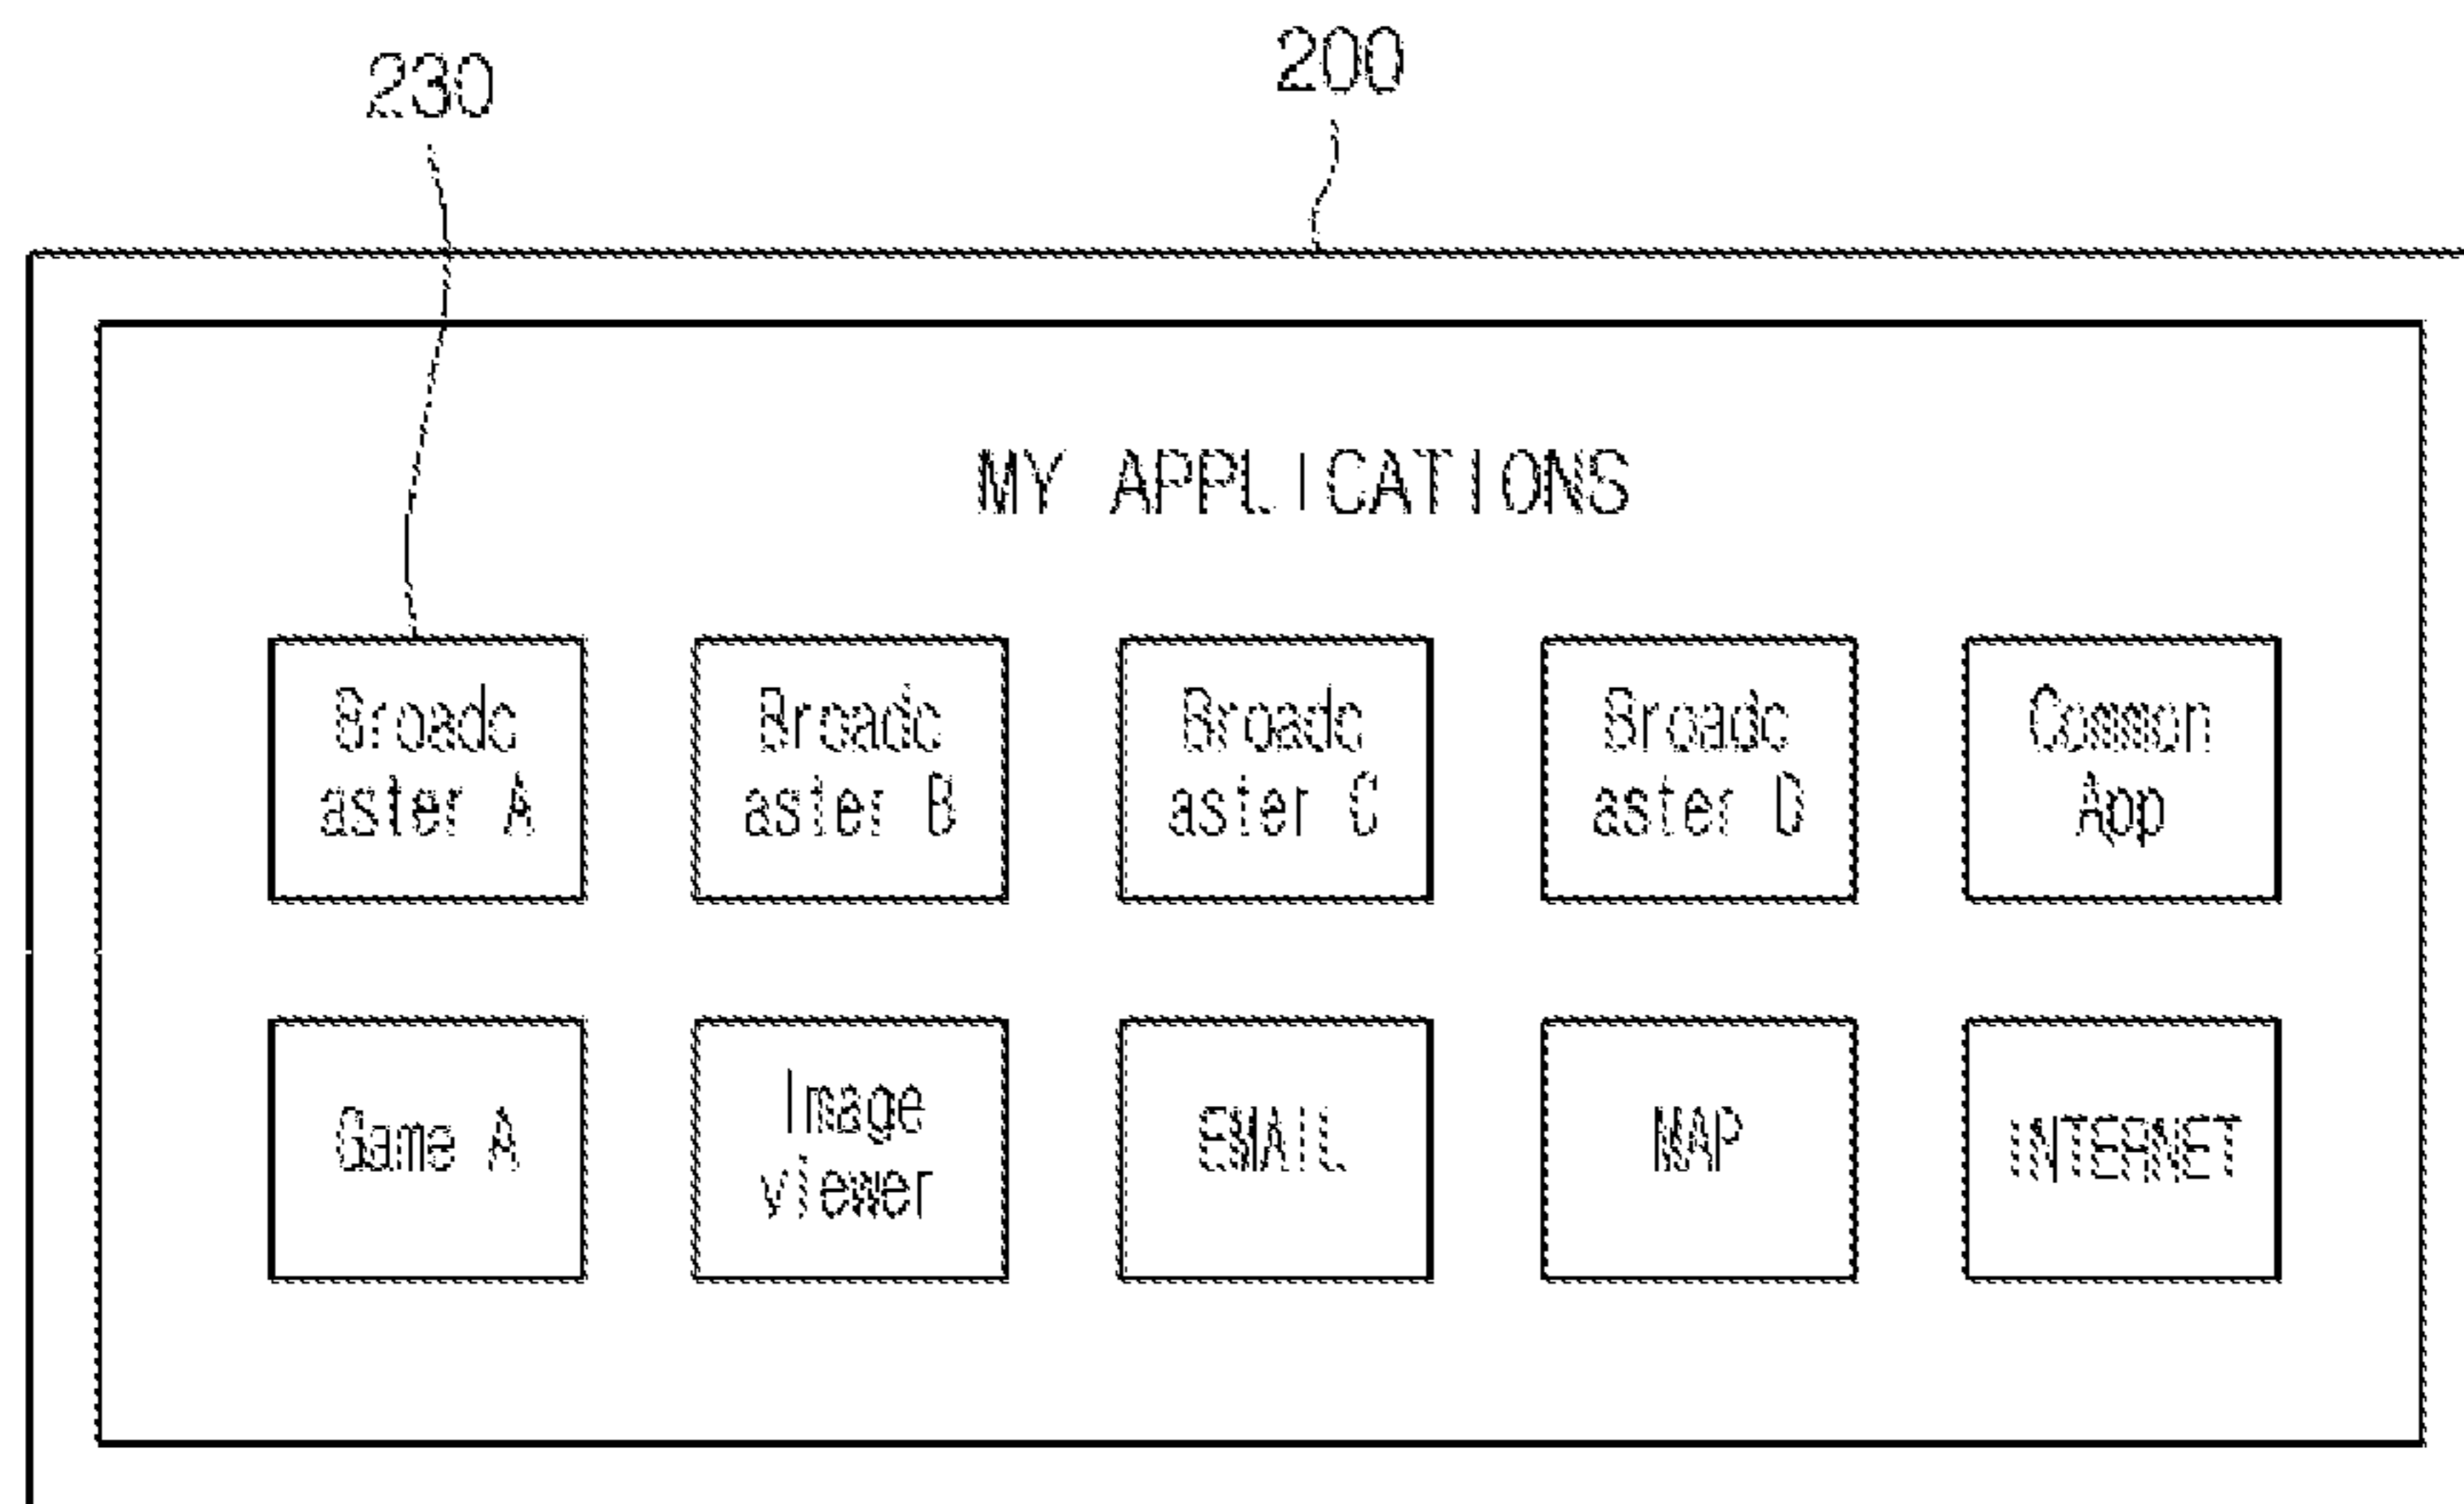 230
200
MY APPLICATIONS
Broadc
aster A
Broadc
aster B
Broadc
aster C
Broadc
aster D
Common
App
Game A
Image
viewer
EMAIL
MAP
INTERNET